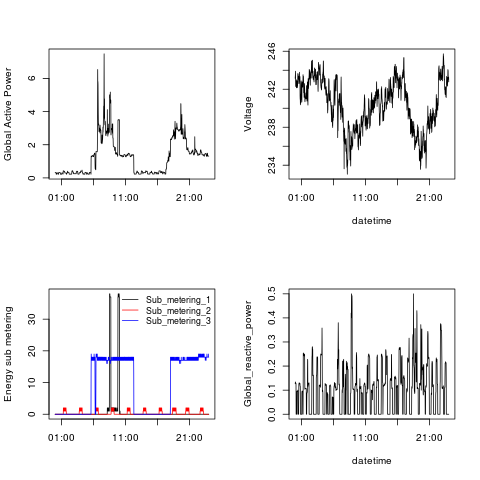 Global Active Power
0 2 4 6
01:00 11:00 21:00
Voltage
234 238 242 246
01:00 11:00 21:00
datetime
Energy sub metering
0 10 20 30
Sub_metering_1
Sub_metering_2
Sub_metering_3
01:00 11:00 21:00
Global_reactive_power
0.0 0.1 0.2 0.3 0.4 0.5
01:00 11:00 21:00
datetime